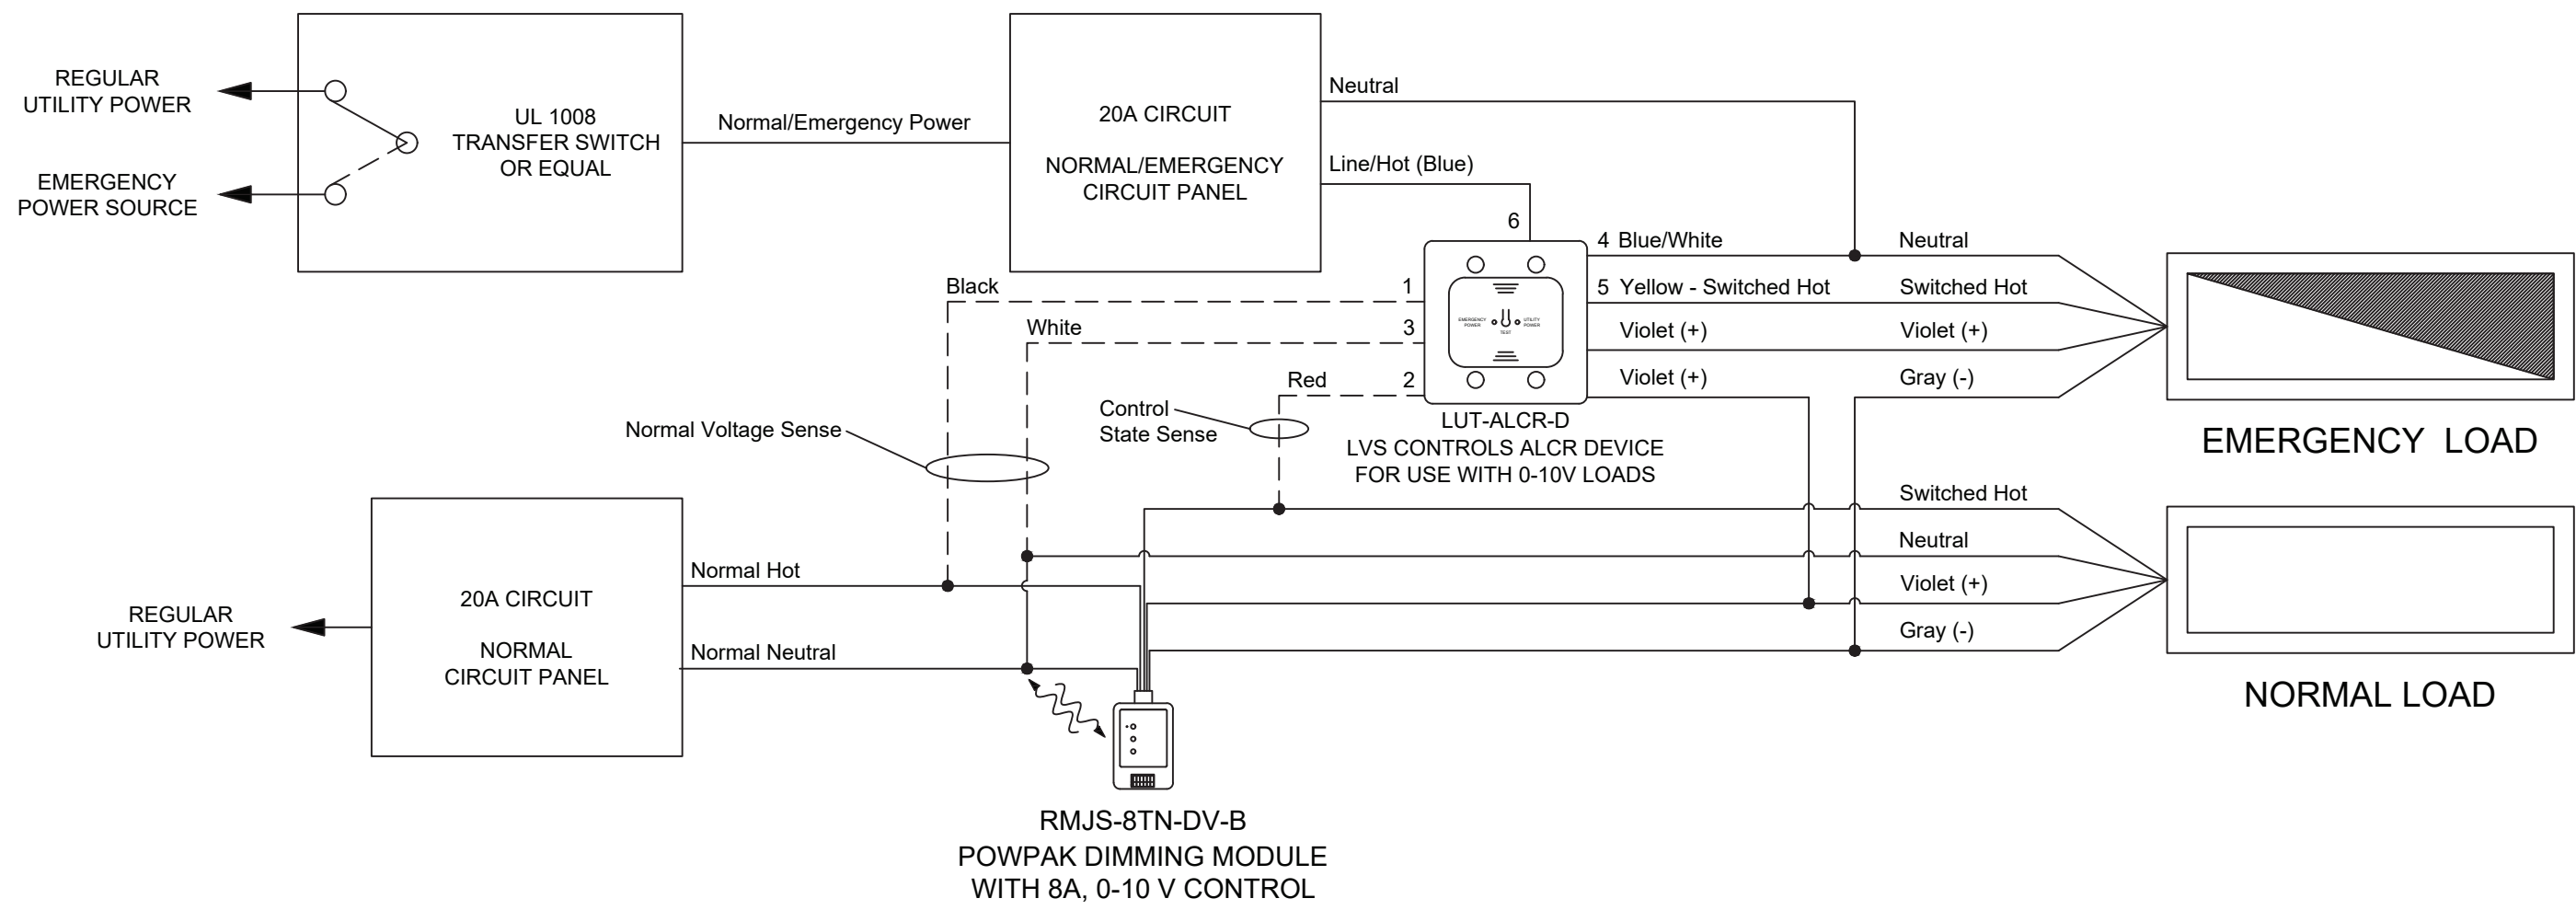 REGULAR
UTILITY POWER
EMERGENCY
POWER SOURCE
UL 1008
TRANSFER SWITCH
OR EQUAL
Normal/Emergency Power
20A CIRCUIT
NORMAL/EMERGENCY
CIRCUIT PANEL
Neutral
Line/Hot (Blue)
6
4 Blue/White
Neutral
5 Yellow - Switched Hot
Switched Hot
Violet (+)
Violet (+)
Violet (+)
Gray (-)
Black
1
White
3
Red
2
EMERGENCY
POWER
TEST
UTILITY
POWER
Control
State Sense
Normal Voltage Sense
LUT-ALCR-D
LVS CONTROLS ALCR DEVICE
FOR USE WITH 0-10V LOADS
EMERGENCY LOAD
Switched Hot
Neutral
Violet (+)
Gray (-)
NORMAL LOAD
REGULAR
UTILITY POWER
20A CIRCUIT
NORMAL
CIRCUIT PANEL
Normal Hot
Normal Neutral
RMJS-8TN-DV-B
POWPAK DIMMING MODULE
WITH 8A, 0-10 V CONTROL